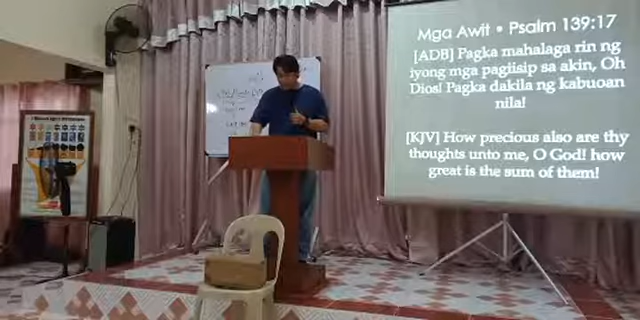 Mga Awit • Psalm 139:17
[ADB] Pagka mahalaga rin ng
iyong mga pagiisip sa akin, Oh
Dios! Pagka dakila ng kabuoan
nila!
[KJV] How precious also are thy
thoughts unto me, O God! how
great is the sum of them!